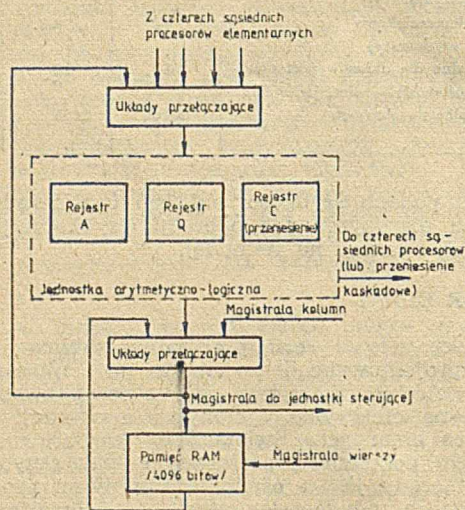 Z czterech sąsiednich
procesorów elementarnych
Układy przełączające
Rejestr
A
Rejestr
Q
Rejestr
C
(przeniesienie)
Do czterech są-
siednich procesorów
(lub przeniesienie
kaskadowe)
Jednostka arytmetyczno-logiczna
Magistrala kolumn
Układy przełączające
Magistrala do jednostki sterującej
Pamięć RAM
/4096 bitów/
Magistrala wierszy